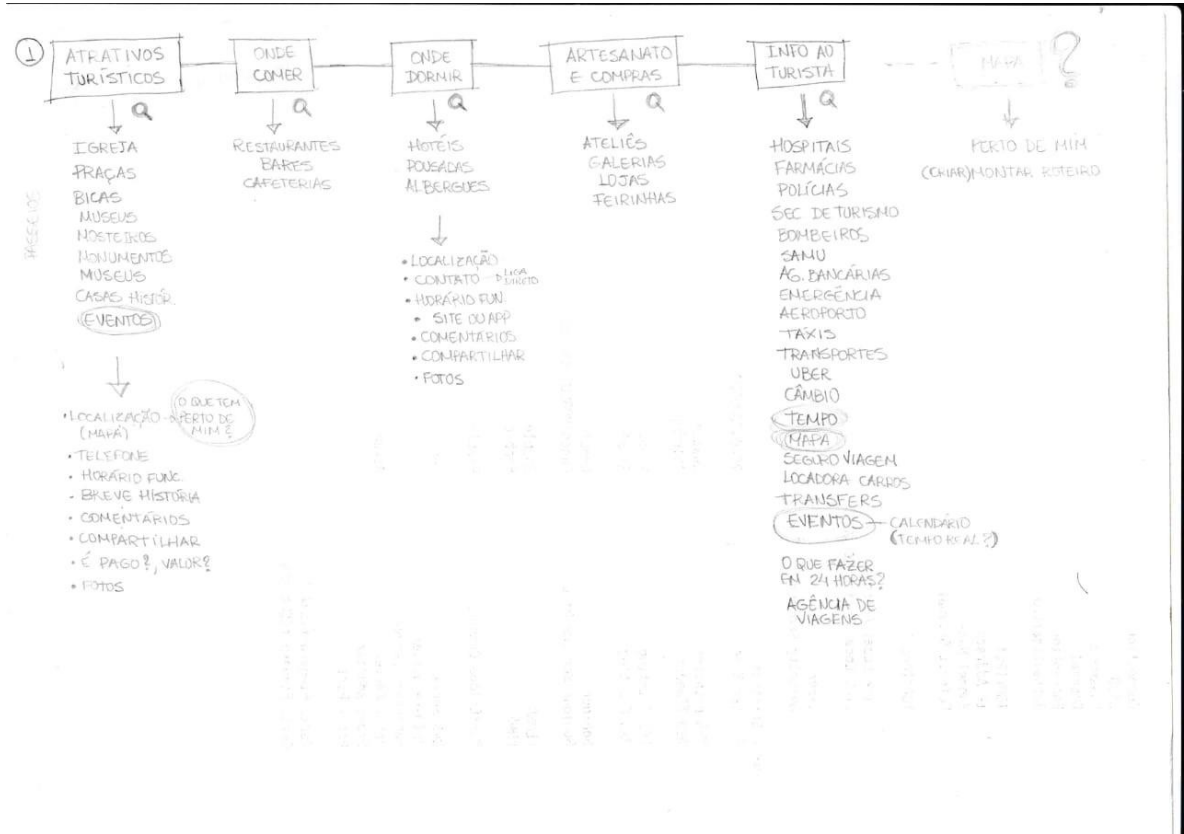 1
ATRATIVOS
TURÍSTICOS
IGREJA
PRAÇAS
BICAS
MUSEUS
MOSTEIROS
MONUMENTOS
MUSEUS
CASAS HISTÓR.
EVENTOS
PASSEIOS
• LOCALIZAÇÃO
(MAPA)
O QUE TEM
PERTO DE
MIM?
• TELEFONE
• HORÁRIO FUNC.
• BREVE HISTÓRIA
• COMENTÁRIOS
• COMPARTILHAR
• É PAGO?, VALOR?
• FOTOS
ONDE
COMER
RESTAURANTES
BARES
CAFETERIAS
ONDE
DORMIR
HOTÉIS
POUSADAS
ALBERGUES
• LOCALIZAÇÃO
• CONTATO → LIGA DIRETO
• HORÁRIO FUN.
• SITE OU APP
• COMENTÁRIOS
• COMPARTILHAR
• FOTOS
ARTESANATO
E COMPRAS
ATELIÊS
GALERIAS
LOJAS
FEIRINHAS
INFO AO
TURISTA
HOSPITAIS
FARMÁCIAS
POLÍCIAS
SEC DE TURISMO
BOMBEIROS
SAMU
AG. BANCÁRIAS
EMERGÊNCIA
AEROPORTO
TÁXIS
TRANSPORTES
UBER
CÂMBIO
TEMPO
MAPA
SEGURO VIAGEM
LOCADORA CARROS
TRANSFERS
EVENTOS — CALENDÁRIO
(TEMPO REAL?)
O QUE FAZER
EM 24 HORAS?
AGÊNCIA DE
VIAGENS
MAPA ?
PERTO DE MIM
(CRIAR) MONTAR ROTEIRO